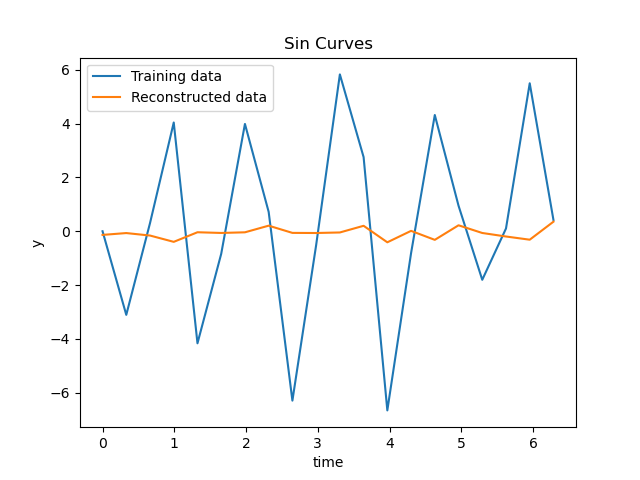 Sin Curves
Training data
Reconstructed data
6
4
2
0
−2
−4
−6
y
0 1 2 3 4 5 6
time